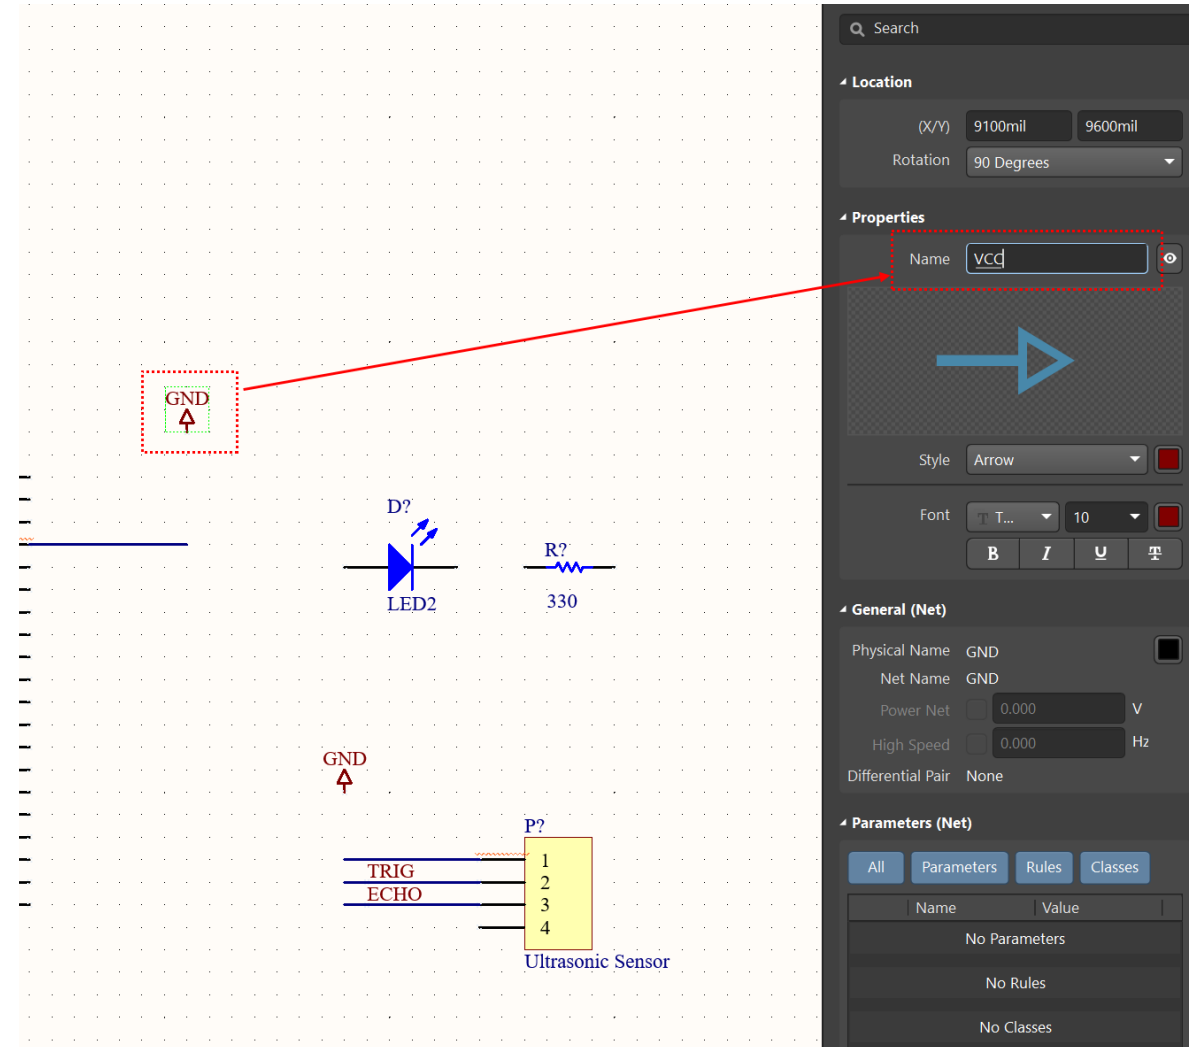 Search
Location
(X/Y) 9100mil 9600mil
Rotation 90 Degrees
Properties
Name VCC
GND
Style Arrow
Font T T... 10
B I U T
D?
LED2
R?
330
General (Net)
Physical Name GND
Net Name GND
Power Net 0.000 V
High Speed 0.000 Hz
Differential Pair None
GND
P?
1
TRIG 2
ECHO 3
4
Ultrasonic Sensor
Parameters (Net)
All Parameters Rules Classes
Name Value
No Parameters
No Rules
No Classes